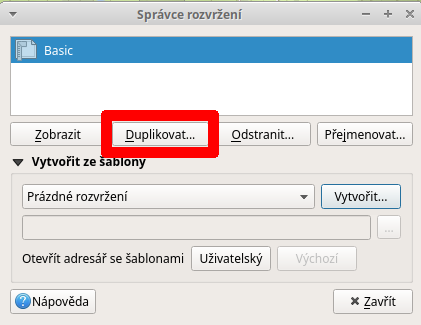 Správce rozvržení
Basic
Zobrazit Duplikovat... Odstranit... Přejmenovat...
Vytvořit ze šablony
Prázdné rozvržení Vytvořit...
...
Otevřít adresář se šablonami Uživatelský Výchozí
Nápověda Zavřít